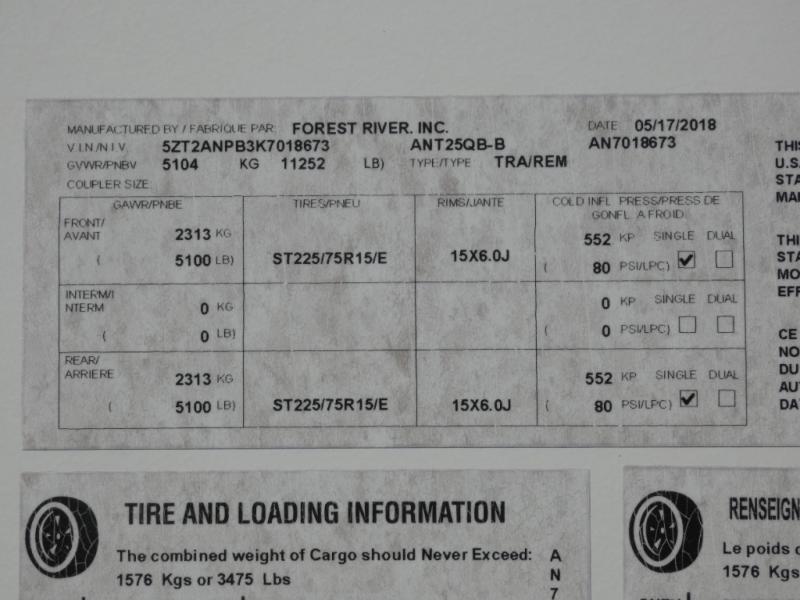 MANUFACTURED BY / FABRIQUE PAR: FOREST RIVER. INC. DATE 05/17/2018
V.I.N./N.I.V. 5ZT2ANPB3K7018673 ANT25QB-B AN7018673
GVWR/PNBV 5104 KG 11252 LB) TYPE/TYPE TRA/REM
COUPLER SIZE:
GAWR/PNBE TIRES/PNEU RIMS/JANTE COLD INFL PRESS/PRESS DE
GONFL A FROID
FRONT/
AVANT 2313 KG 552 KP SINGLE DUAL
( 5100 LB) ST225/75R15/E 15X6.0J ( 80 PSI/LPC) ✔
INTERM/I
NTERM 0 KG 0 KP SINGLE DUAL
( 0 LB) ( 0 PSI/LPC)
REAR/
ARRIERE 2313 KG 552 KP SINGLE DUAL
( 5100 LB) ST225/75R15/E 15X6.0J ( 80 PSI/LPC) ✔
THIS
U.S.
STA
MAN
THI
STA
MO
EFF
CE
NO
DU
AUT
DA
TIRE AND LOADING INFORMATION
The combined weight of Cargo should Never Exceed:
1576 Kgs or 3475 Lbs
A
N
7
RENSEIGN
Le poids
1576 Kgs